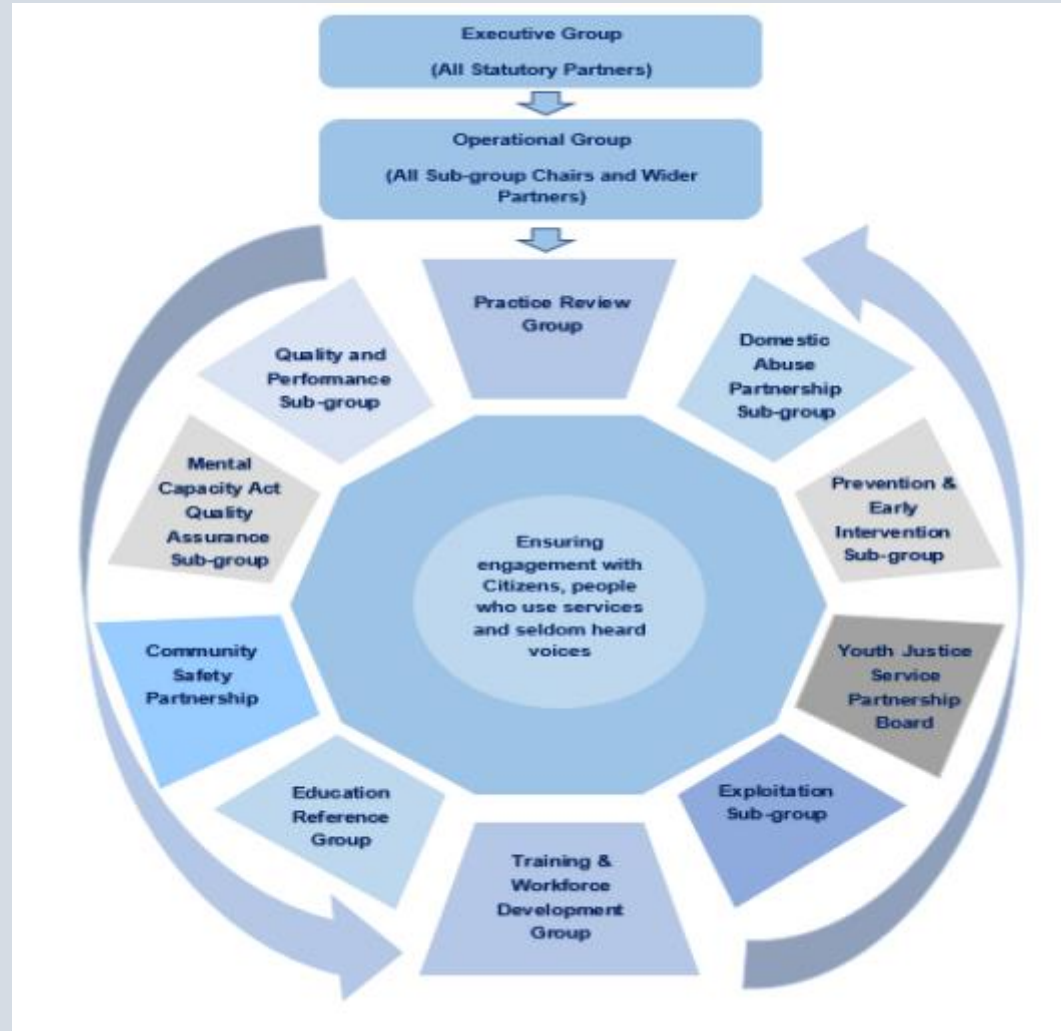 Executive Group
(All Statutory Partners)
Operational Group
(All Sub-group Chairs and Wider
Partners)
Practice Review
Group
Domestic
Abuse
Partnership
Sub-group
Prevention &
Early
Intervention
Sub-group
Youth Justice
Service
Partnership
Board
Exploitation
Sub-group
Training &
Workforce
Development
Group
Education
Reference
Group
Community
Safety
Partnership
Mental
Capacity Act
Quality
Assurance
Sub-group
Quality and
Performance
Sub-group
Ensuring
engagement with
Citizens, people
who use services
and seldom heard
voices